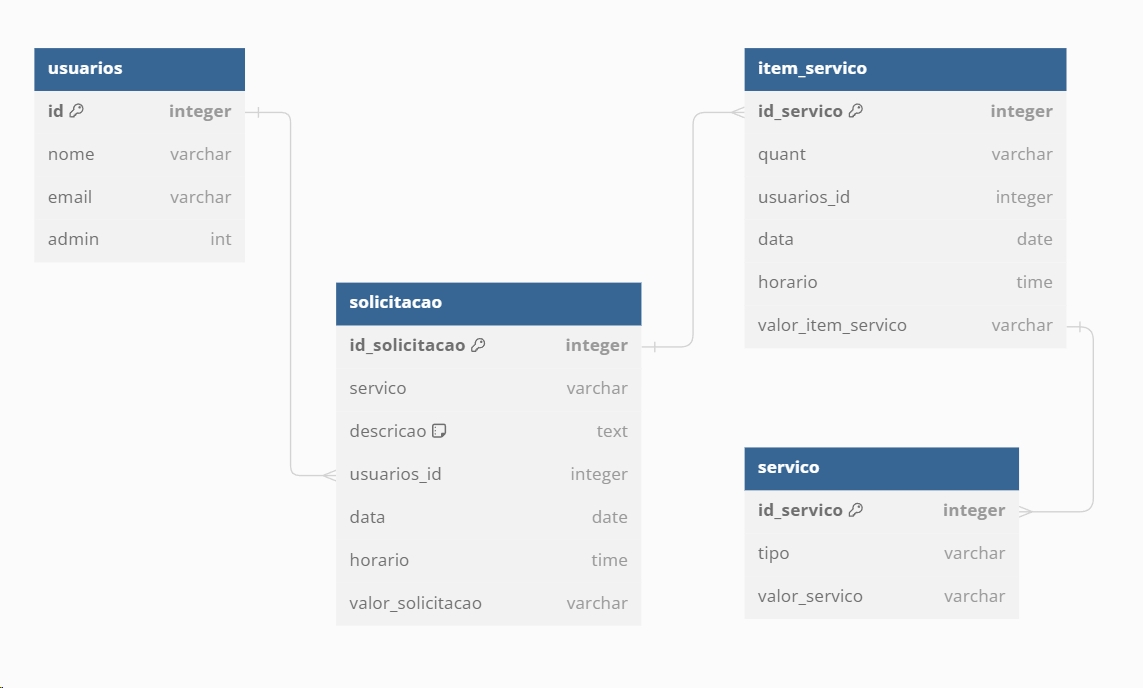 usuarios
id integer
nome varchar
email varchar
admin int
solicitacao
id_solicitacao integer
servico varchar
descricao text
usuarios_id integer
data date
horario time
valor_solicitacao varchar
item_servico
id_servico integer
quant varchar
usuarios_id integer
data date
horario time
valor_item_servico varchar
servico
id_servico integer
tipo varchar
valor_servico varchar